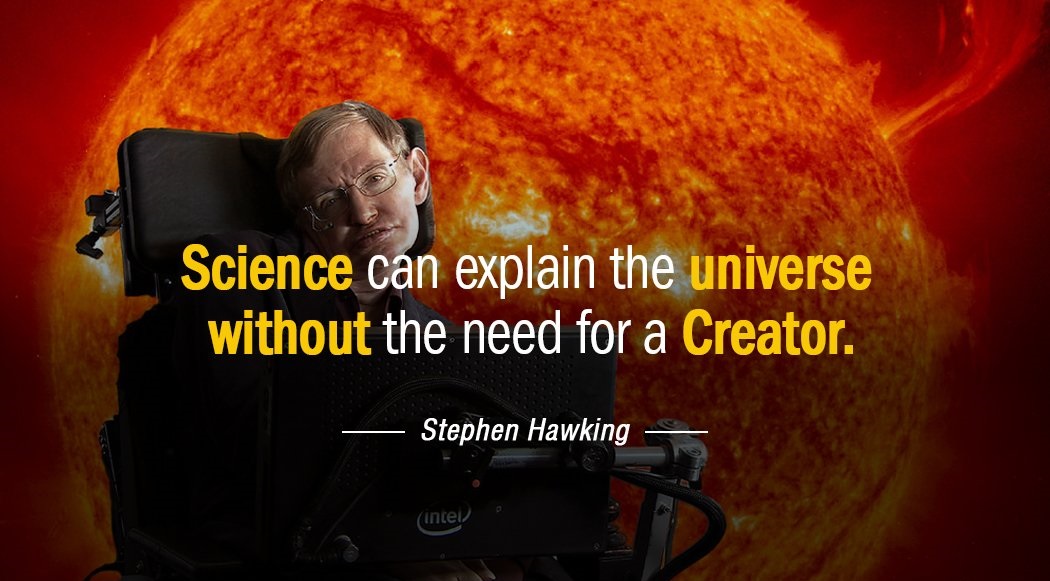 Science can explain the universe
without the need for a Creator.
Stephen Hawking
intel